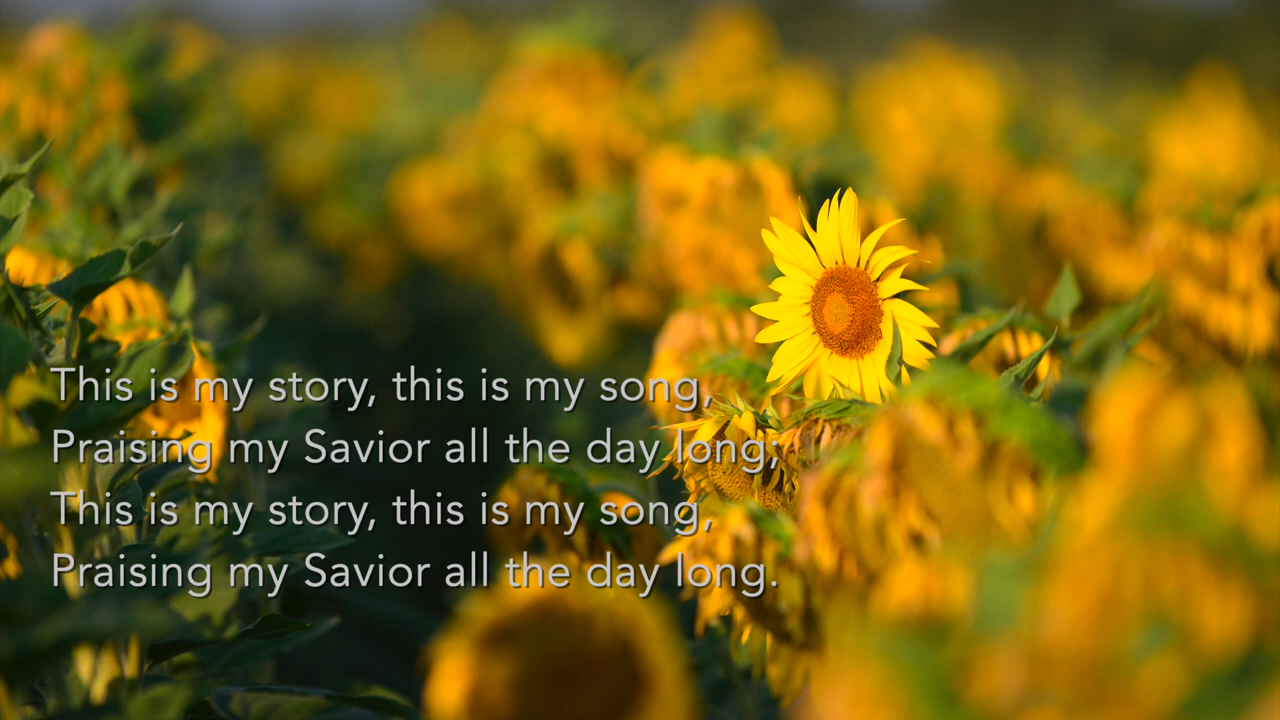 This is my story, this is my song,
Praising my Savior all the day long;
This is my story, this is my song,
Praising my Savior all the day long.